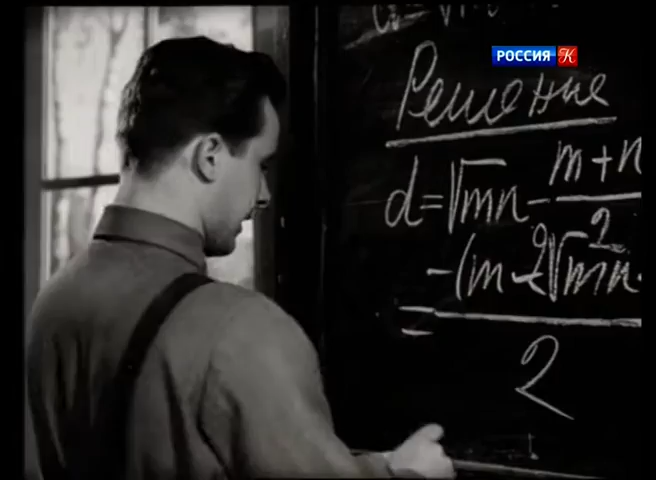 РОССИЯ К
Решение
d=√mn-
m+n
2
-(m-2√mn
=
2